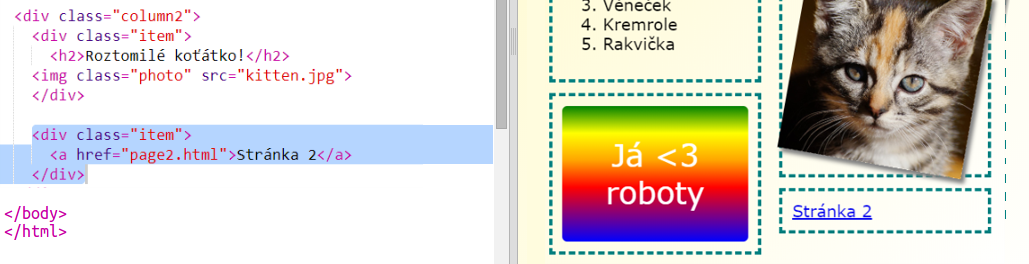 <div class="column2">
<div class="item">
<h2>Roztomilé koťátko!</h2>
<img class="photo" src="kitten.jpg">
</div>
<div class="item">
<a href="page2.html">Stránka 2</a>
</div>
</body>
</html>
3. Věneček
4. Kremrole
5. Rakvička
Já <3
roboty
Stránka 2